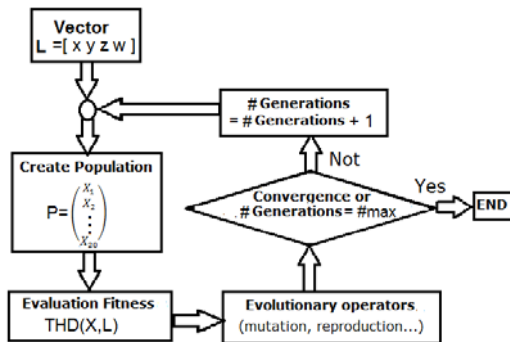 Vector
L =[ x y z w ]
# Generations
= # Generations + 1
Not
Create Population
P=
X1
X2
⋮
X20
Convergence or
# Generations= #max
Yes
END
Evaluation Fitness
THD(X,L)
Evolutionary operators
(mutation, reproduction...)